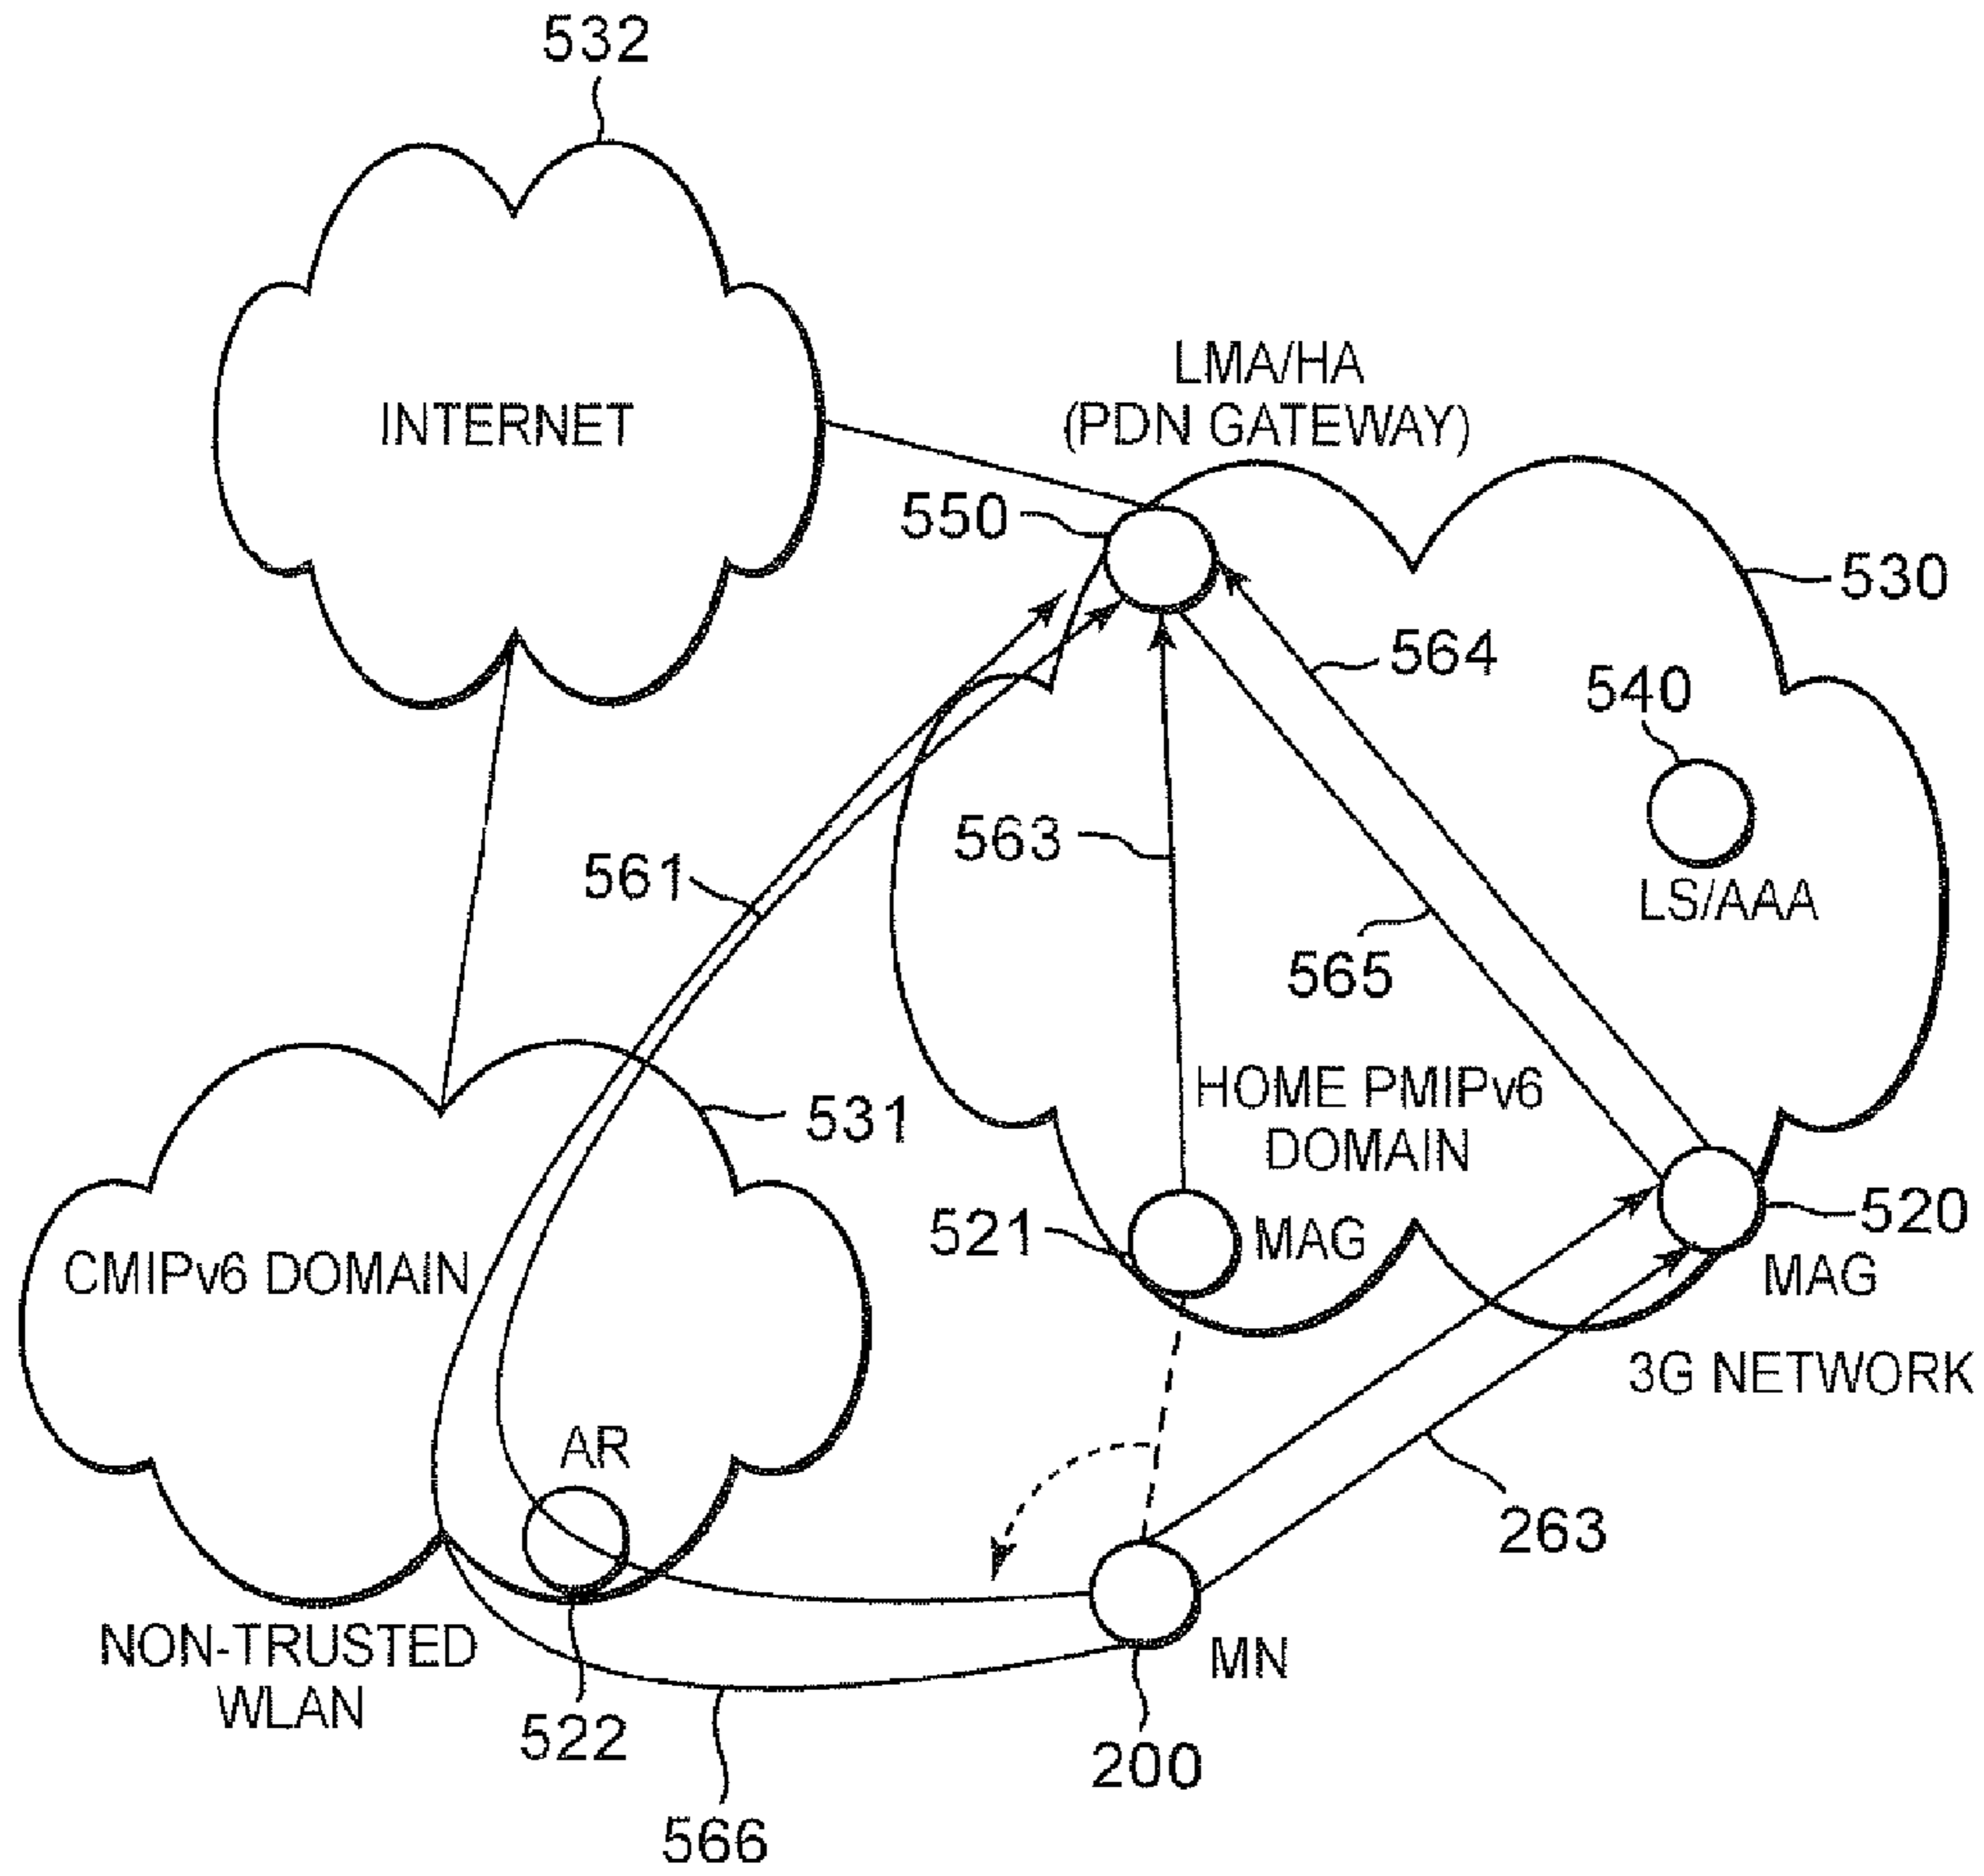 532
INTERNET
LMA/HA
(PDN GATEWAY)
550
530
564
540
563
561
LS/AAA
565
HOME PMIPv6
DOMAIN
531
521
MAG
520
CMIPv6 DOMAIN
MAG
3G NETWORK
AR
263
NON-TRUSTED
WLAN
MN
522
200
566